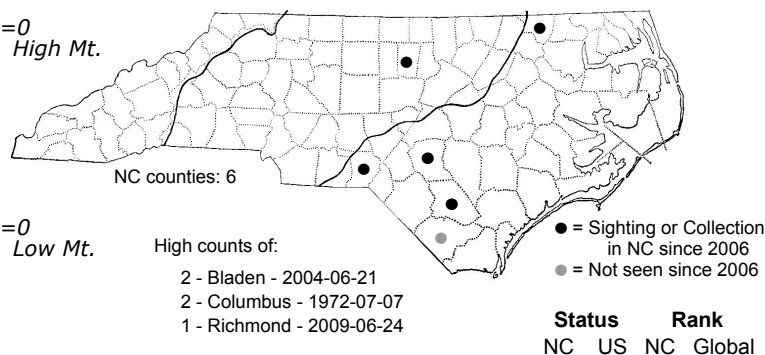 =0
High Mt.
NC counties: 6
=0
Low Mt.
High counts of:
2 - Bladen - 2004-06-21
2 - Columbus - 1972-07-07
1 - Richmond - 2009-06-24
● = Sighting or Collection
in NC since 2006
● = Not seen since 2006
Status Rank
NC US NC Global